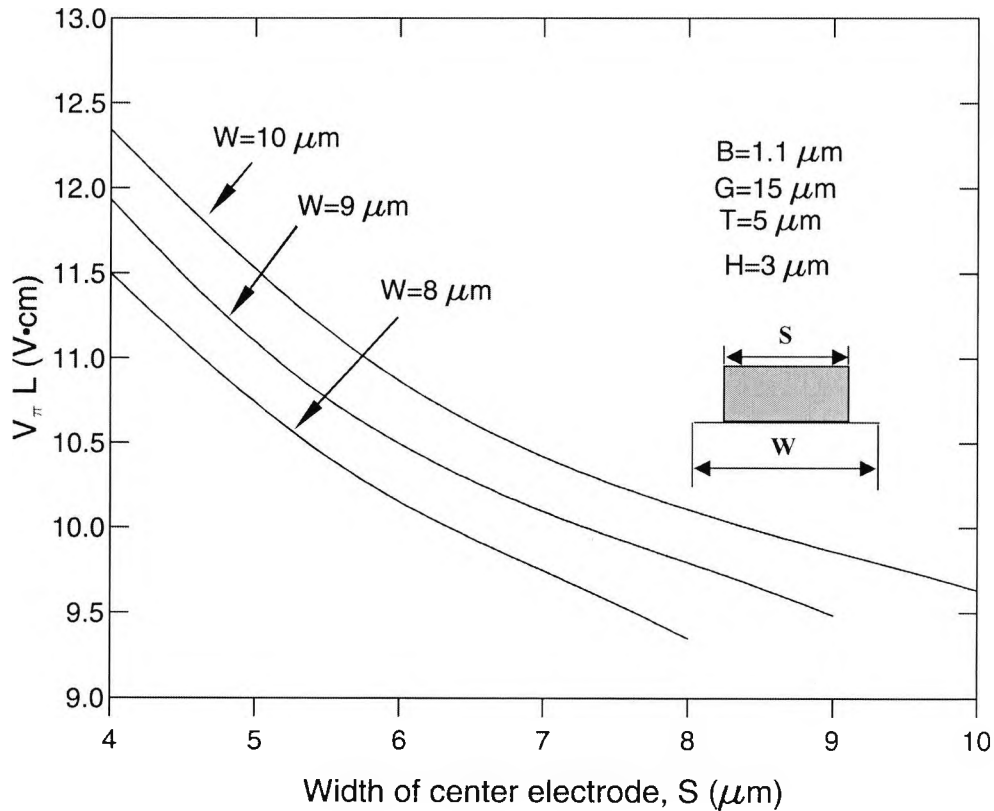 13.0
12.5
12.0
11.5
11.0
10.5
10.0
9.5
9.0
V_π L (V•cm)
W=10 μm
W=9 μm
W=8 μm
B=1.1 μm
G=15 μm
T=5 μm
H=3 μm
S
W
4 5 6 7 8 9 10
Width of center electrode, S (μm)